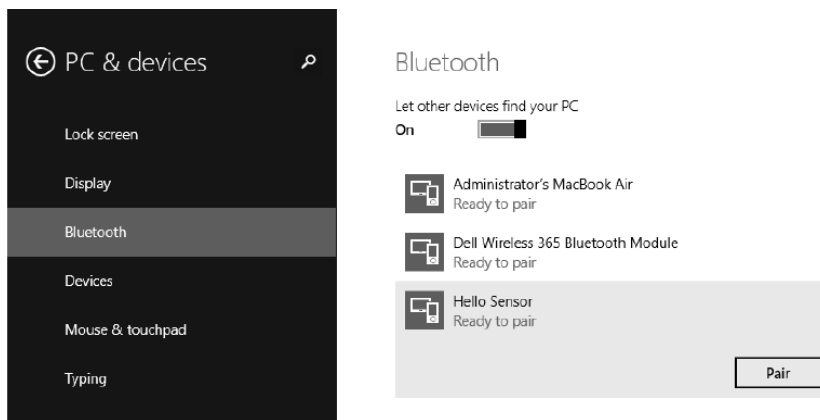 PC & devices
Lock screen
Display
Bluetooth
Devices
Mouse & touchpad
Typing
Bluetooth
Let other devices find your PC
On
Administrator's MacBook Air
Ready to pair
Dell Wireless 365 Bluetooth Module
Ready to pair
Hello Sensor
Ready to pair
Pair